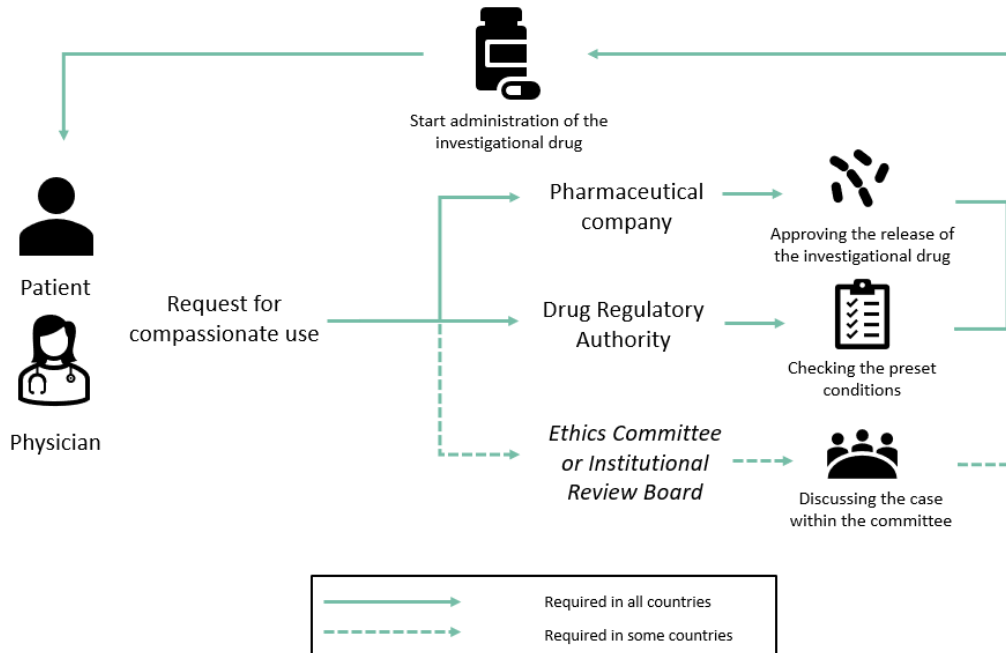 Start administration of the
investigational drug
Patient
Physician
Request for
compassionate use
Pharmaceutical
company
Approving the release of
the investigational drug
Drug Regulatory
Authority
Checking the preset
conditions
Ethics Committee
or Institutional
Review Board
Discussing the case
within the committee
Required in all countries
Required in some countries